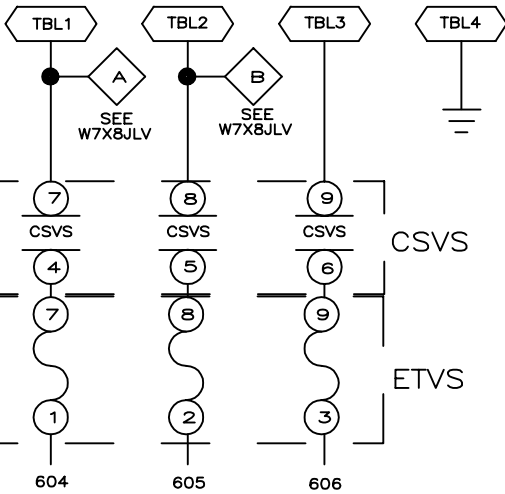 TBL1 TBL2 TBL3 TBL4
A B
SEE SEE
W7X8JLV W7X8JLV
7 8 9
CSVS CSVS CSVS CSVS
4 5 6
7 8 9
ETVS
1 2 3
604 605 606